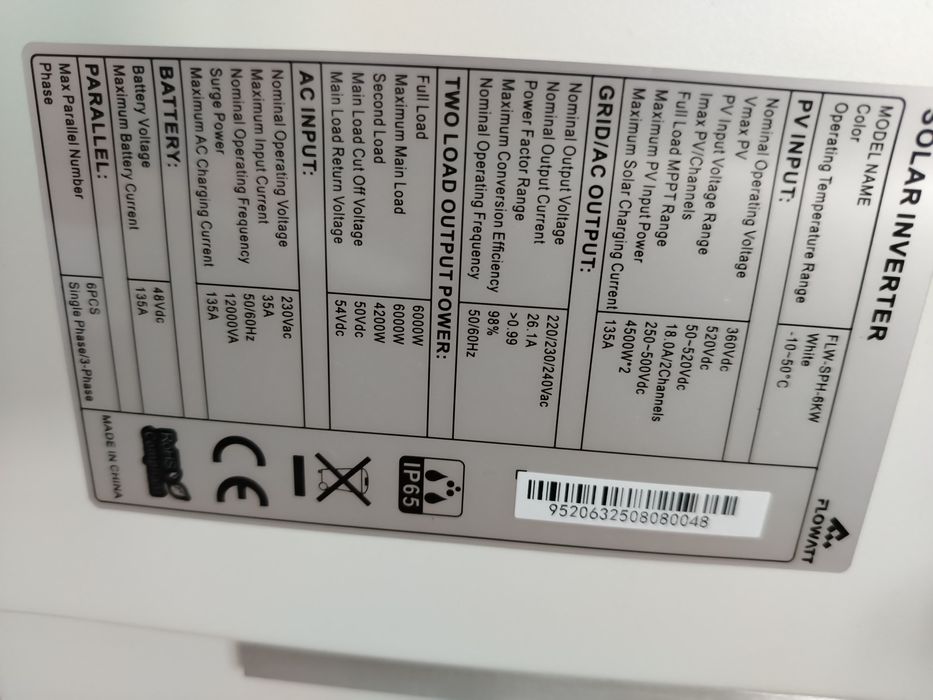 SOLAR INVERTER
FLOWATT
MODEL NAME FLW-SPH-6KW
Color White
Operating Temperature Range -10~50°C
PV INPUT:
Nominal Operating Voltage 360Vdc
Vmax PV 520Vdc
PV Input Voltage Range 50~520Vdc
Imax PV/Channels 18.0A/2Channels
Full Load MPPT Range 250~500Vdc
Maximum PV Input Power 4500W*2
Maximum Solar Charging Current 135A
GRID/AC OUTPUT:
Nominal Output Voltage 220/230/240Vac
Nominal Output Current 26.1A
Power Factor Range >0.99
Maximum Conversion Efficiency 98%
Nominal Operating Frequency 50/60Hz
TWO LOAD OUTPUT POWER:
Full Load 6000W
Maximum Main Load 6000W
Second Load 4200W
Main Load Cut Off Voltage 50Vdc
Main Load Return Voltage 54Vdc
AC INPUT:
Nominal Operating Voltage 230Vac
Maximum Input Current 35A
Nominal Operating Frequency 50/60Hz
Surge Power 12000VA
Maximum AC Charging Current 135A
BATTERY:
Battery Voltage 48Vdc
Maximum Battery Current 135A
PARALLEL:
Max Parallel Number 6PCS
Phase Single Phase/3-Phase
9520632508080048
IP65
CE
RoHS
Compliant
MADE IN CHINA